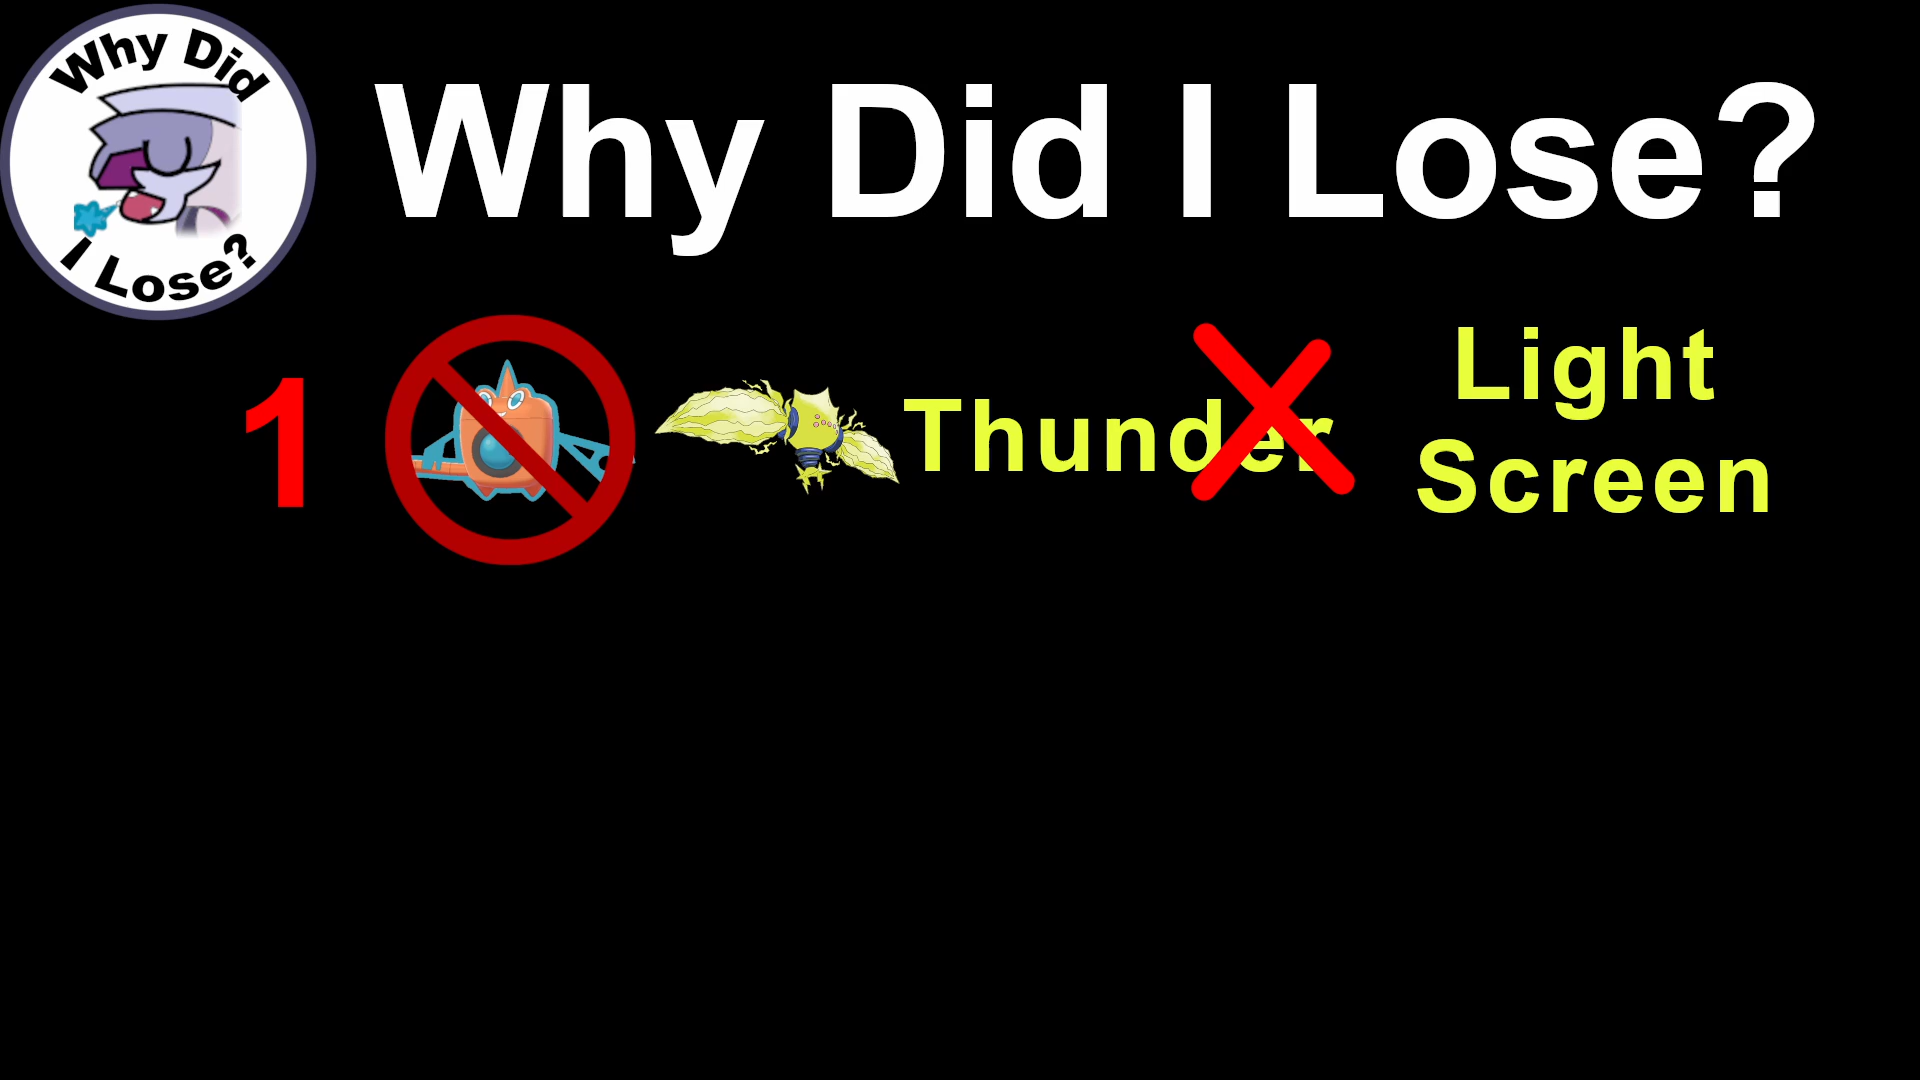 Why Did
I Lose?
Why Did I Lose?
1
Thunder
Light
Screen